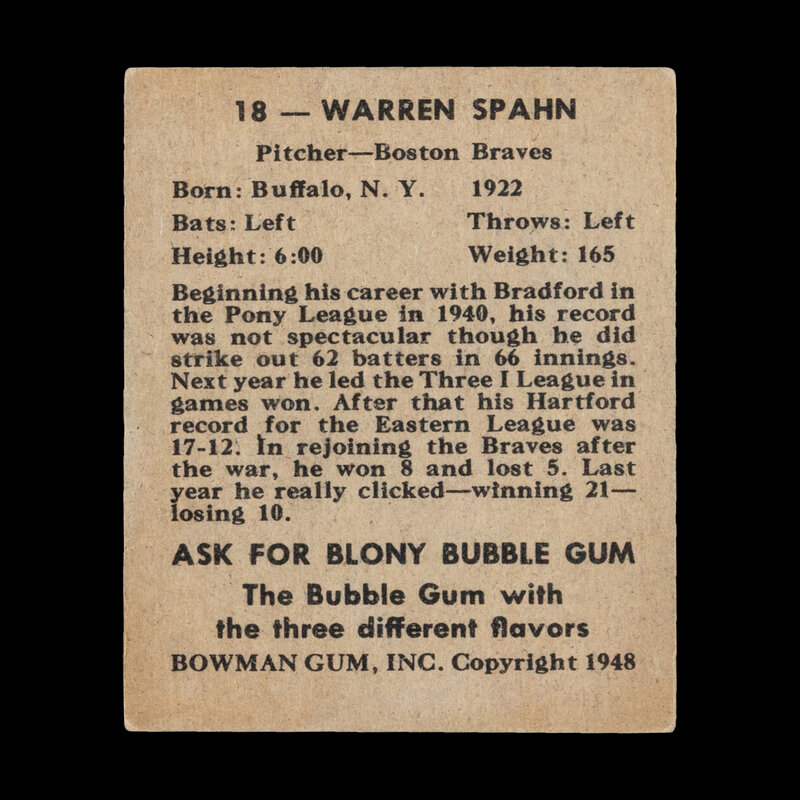 18 — WARREN SPAHN
Pitcher—Boston Braves
Born: Buffalo, N. Y. 1922
Bats: Left Throws: Left
Height: 6:00 Weight: 165
Beginning his career with Bradford in
the Pony League in 1940, his record
was not spectacular though he did
strike out 62 batters in 66 innings.
Next year he led the Three I League in
games won. After that his Hartford
record for the Eastern League was
17-12. In rejoining the Braves after
the war, he won 8 and lost 5. Last
year he really clicked—winning 21—
losing 10.
ASK FOR BLONY BUBBLE GUM
The Bubble Gum with
the three different flavors
BOWMAN GUM, INC. Copyright 1948